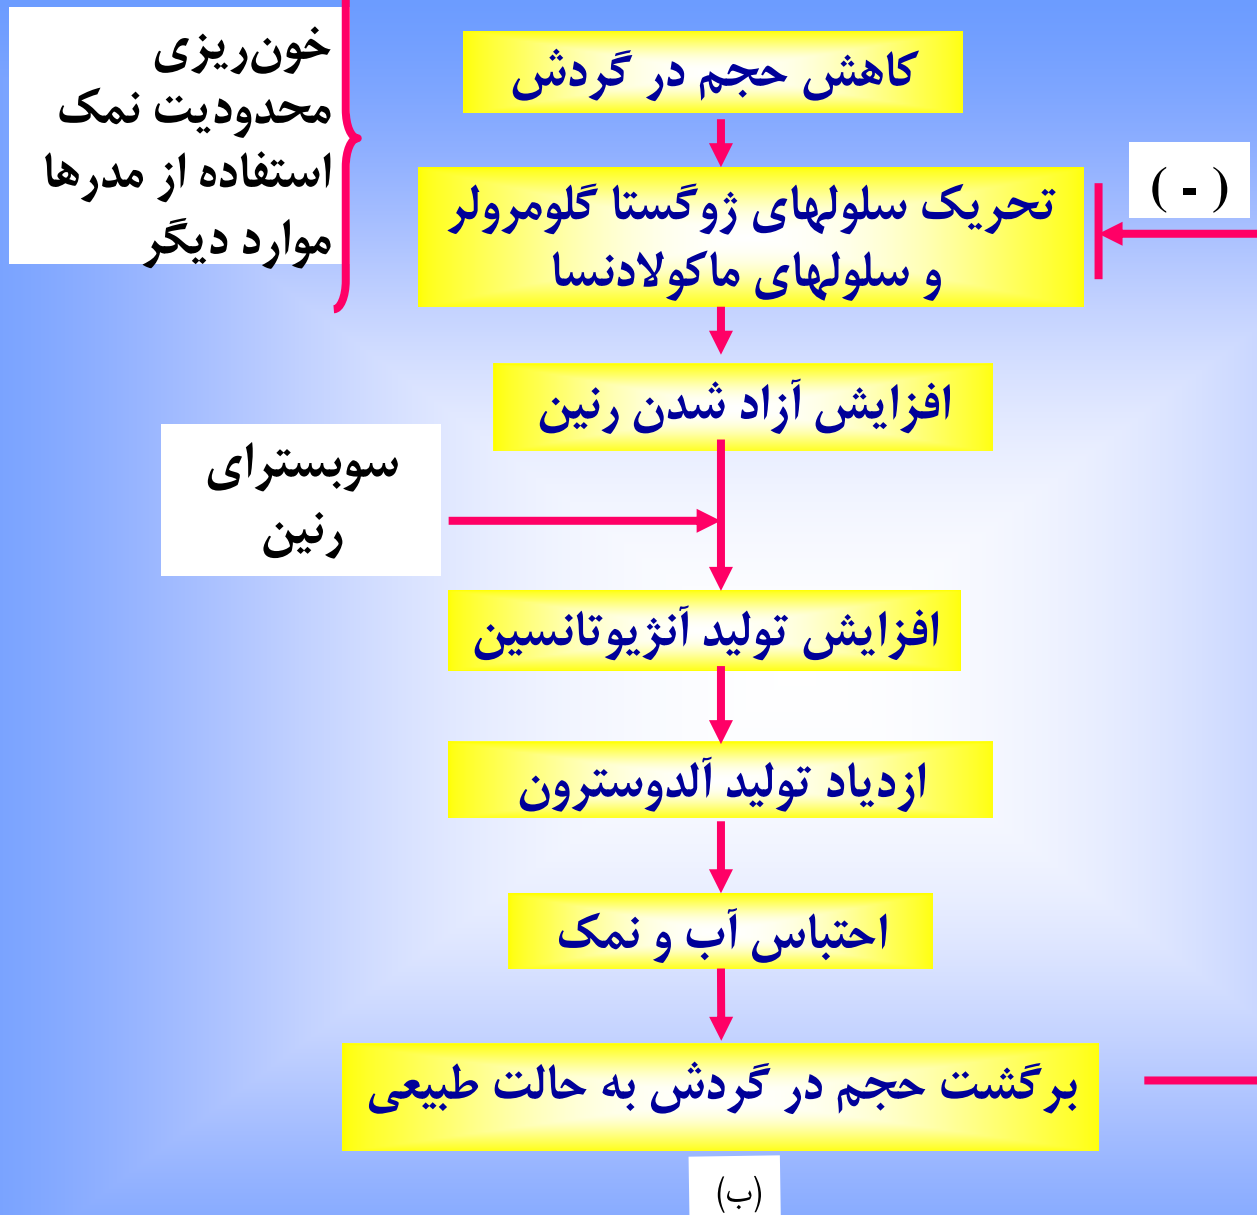 خون‌ریزی
محدودیت نمک
استفاده از مدرها
موارد دیگر
کاهش حجم در گردش
تحریک سلولهای ژوگستا گلومرولر
و سلولهای ماکولادنسا
( - )
افزایش آزاد شدن رنین
سوبسترای
رنین
افزایش تولید آنژیوتانسین
ازدیاد تولید آلدوسترون
احتباس آب و نمک
برگشت حجم در گردش به حالت طبیعی
(ب)